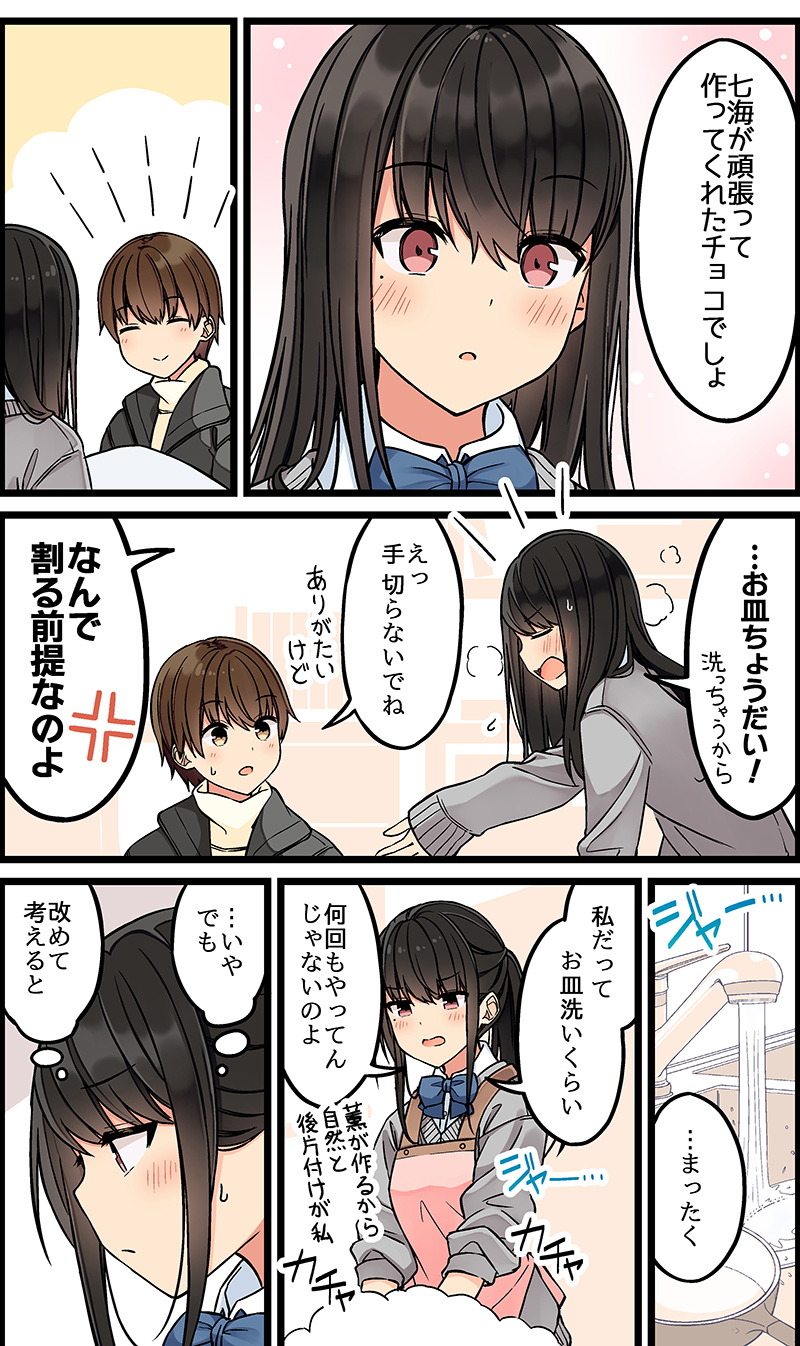 七海が頑張って
作ってくれたチョコでしょ
…お皿ちょうだい！
洗っちゃうから
えっ
手 切らないでね
ありがたい
けど
なんで
割る前提なのよ
ジャー…
…まったく
私だって
お皿洗いくらい
何回もやってん
じゃないのよ
薫が作るから
自然と
後片付けが私
ジャー…
カチャ
カチャ
…いや
でも
改めて
考えると